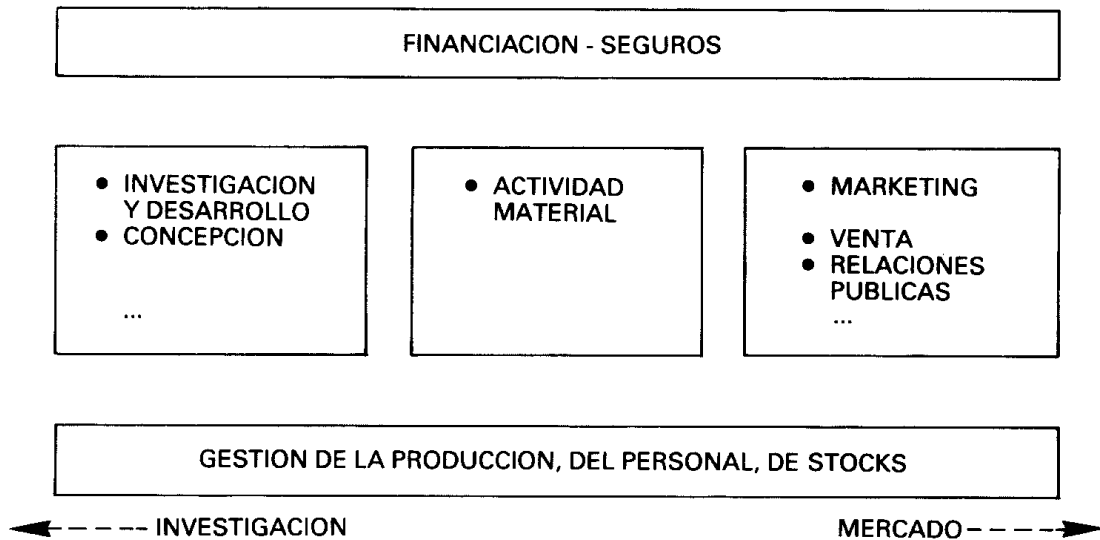 FINANCIACION - SEGUROS
● INVESTIGACION
Y DESARROLLO
● CONCEPCION
...
● ACTIVIDAD
MATERIAL
● MARKETING
● VENTA
● RELACIONES
PUBLICAS
...
GESTION DE LA PRODUCCION, DEL PERSONAL, DE STOCKS
INVESTIGACION
MERCADO